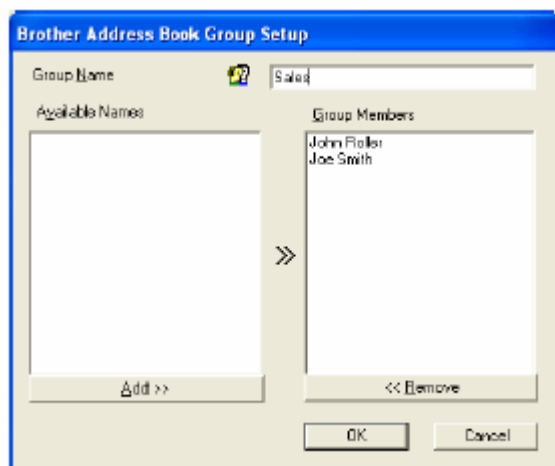 Brother Address Book Group Setup
Group Name
Sales
Available Names
Group Members
John Roller
Joe Smith
Add >>
<< Remove
OK
Cancel